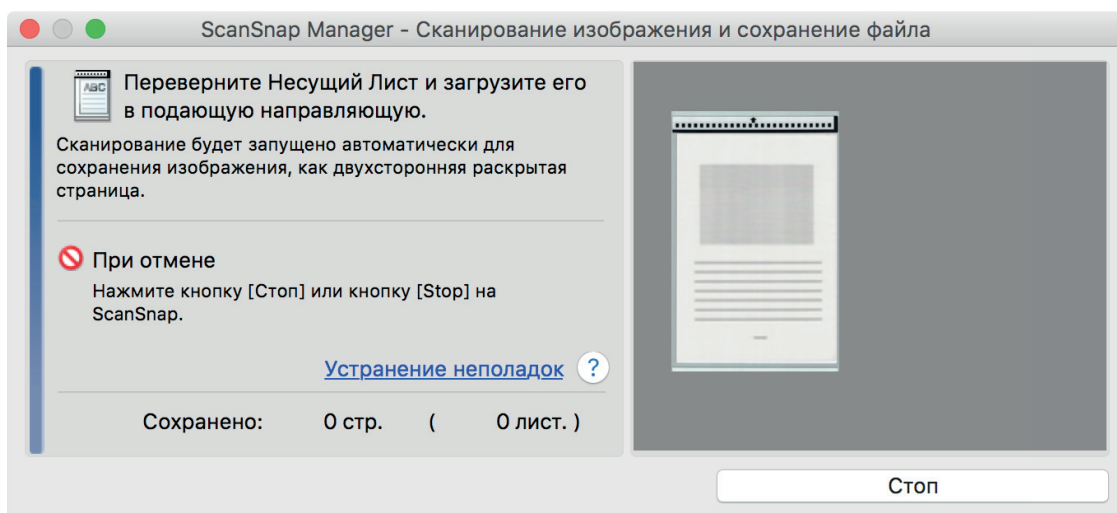 ScanSnap Manager - Сканирование изображения и сохранение файла
ABC
Переверните Несущий Лист и загрузите его
в подающую направляющую.
Сканирование будет запущено автоматически для
сохранения изображения, как двухсторонняя раскрытая
страница.
При отмене
Нажмите кнопку [Стоп] или кнопку [Stop] на
ScanSnap.
Устранение неполадок ?
Сохранено: 0 стр. ( 0 лист. )
Стоп